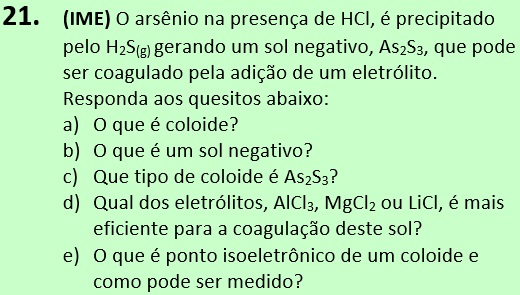 21. (IME) O arsênio na presença de HCl, é precipitado
pelo H₂S₍g₎ gerando um sol negativo, As₂S₃, que pode
ser coagulado pela adição de um eletrólito.
Responda aos quesitos abaixo:
a) O que é coloide?
b) O que é um sol negativo?
c) Que tipo de coloide é As₂S₃?
d) Qual dos eletrólitos, AlCl₃, MgCl₂ ou LiCl, é mais
eficiente para a coagulação deste sol?
e) O que é ponto isoeletrônico de um coloide e
como pode ser medido?